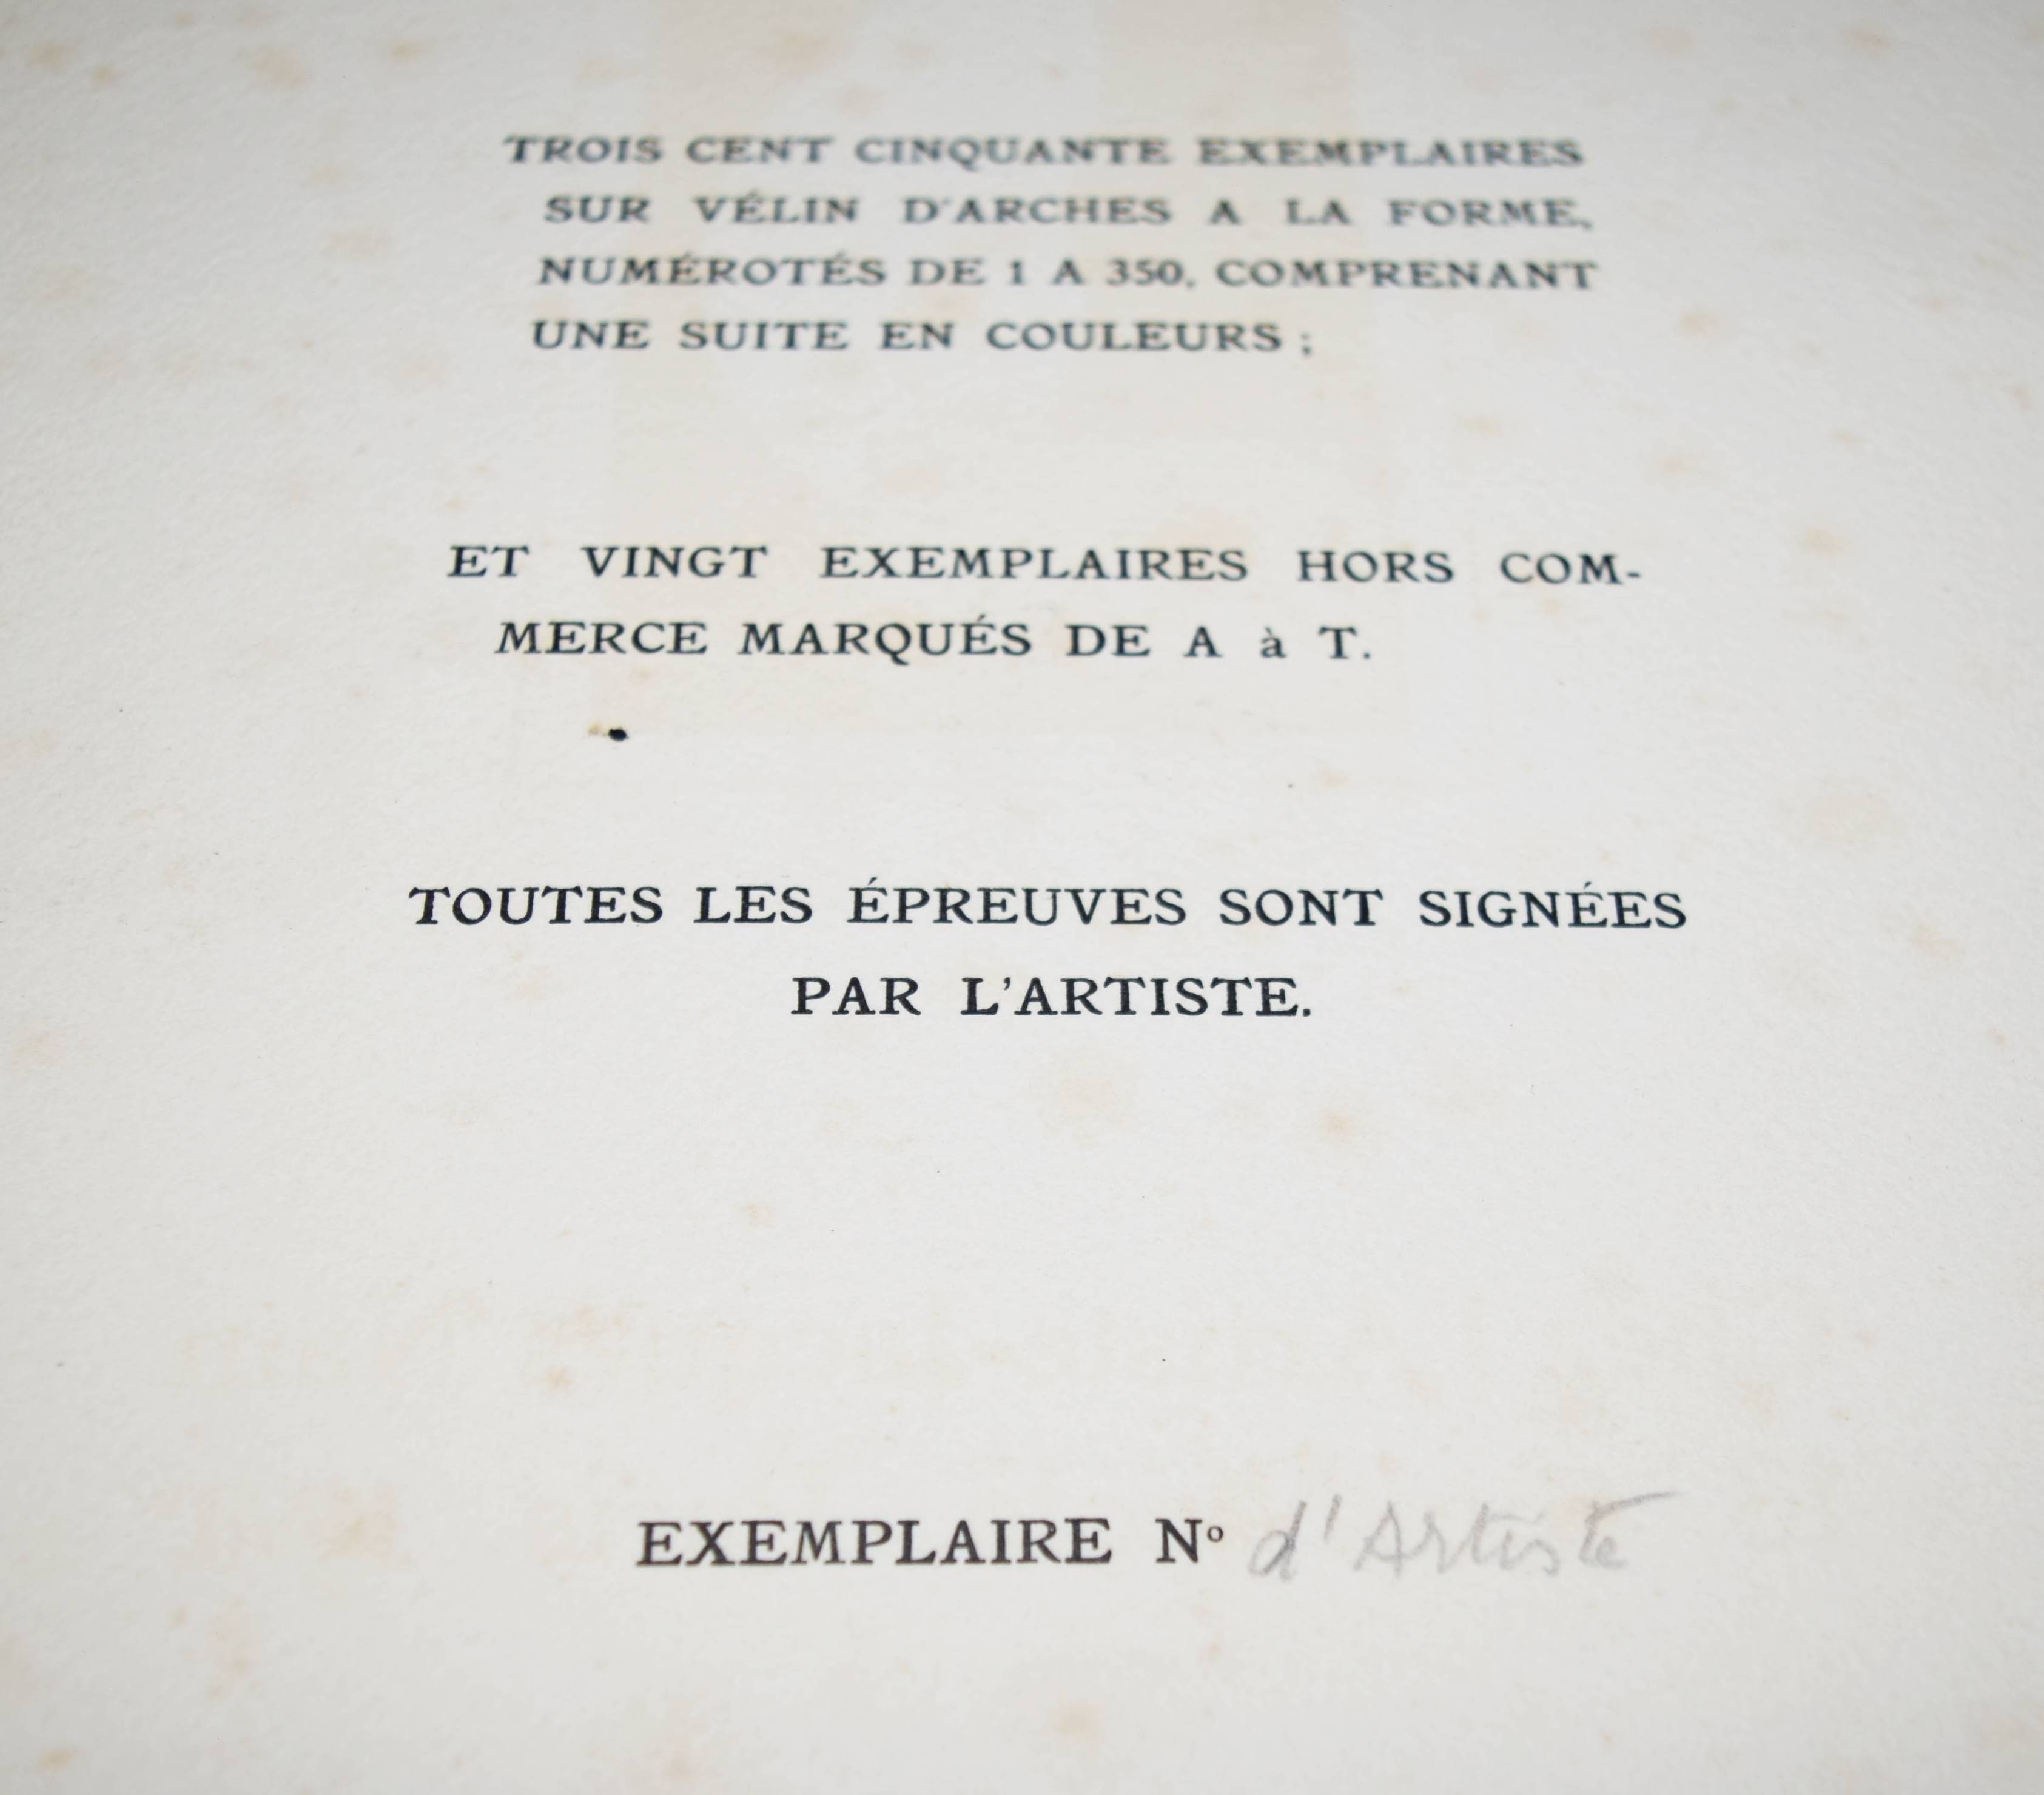 TROIS CENT CINQUANTE EXEMPLAIRES
SUR VÉLIN D'ARCHES A LA FORME,
NUMÉROTÉS DE 1 A 350, COMPRENANT
UNE SUITE EN COULEURS ;
ET VINGT EXEMPLAIRES HORS COM-
MERCE MARQUÉS DE A à T.
TOUTES LES ÉPREUVES SONT SIGNÉES
PAR L'ARTISTE.
EXEMPLAIRE Nº d'Artiste